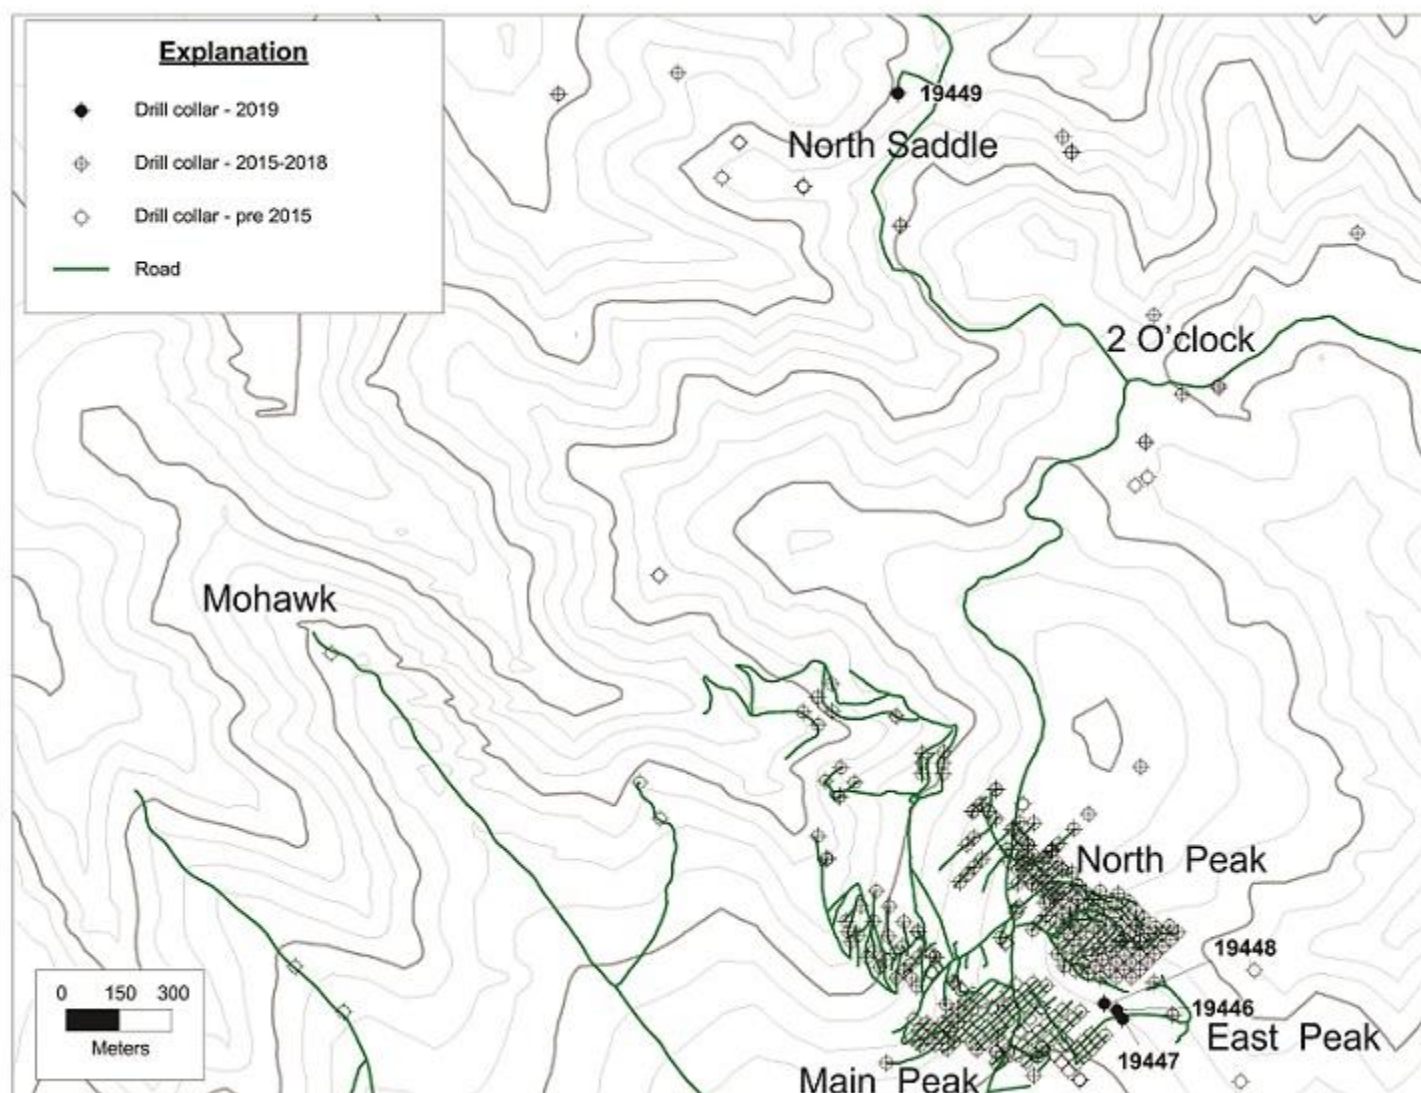 Explanation
Drill collar - 2019
Drill collar - 2015-2018
Drill collar - pre 2015
Road
19449
North Saddle
2 O'clock
Mohawk
North Peak
19448
19446
East Peak
19447
Main Peak
0 150 300
Meters